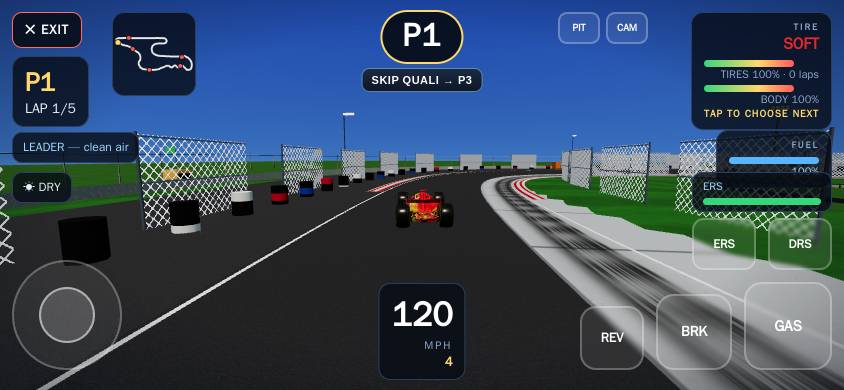 ✕ EXIT
P1
LAP 1/5
LEADER — clean air
☀ DRY
P1
SKIP QUALI → P3
PIT
CAM
TIRE
SOFT
TIRES 100% · 0 laps
BODY 100%
TAP TO CHOOSE NEXT
FUEL
100%
ERS
ERS
DRS
REV
BRK
GAS
120
MPH
4